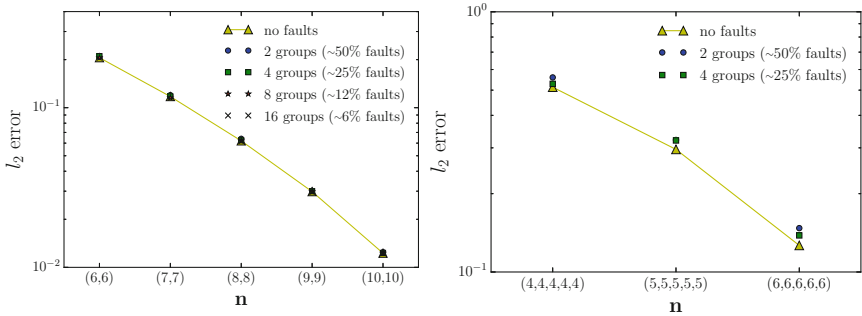 no faults
2 groups (~50% faults)
4 groups (~25% faults)
8 groups (~12% faults)
16 groups (~6% faults)
10⁻¹
10⁻²
l₂ error
(6,6) (7,7) (8,8) (9,9) (10,10)
n
no faults
2 groups (~50% faults)
4 groups (~25% faults)
10⁰
10⁻¹
l₂ error
(4,4,4,4,4) (5,5,5,5,5) (6,6,6,6,6)
n